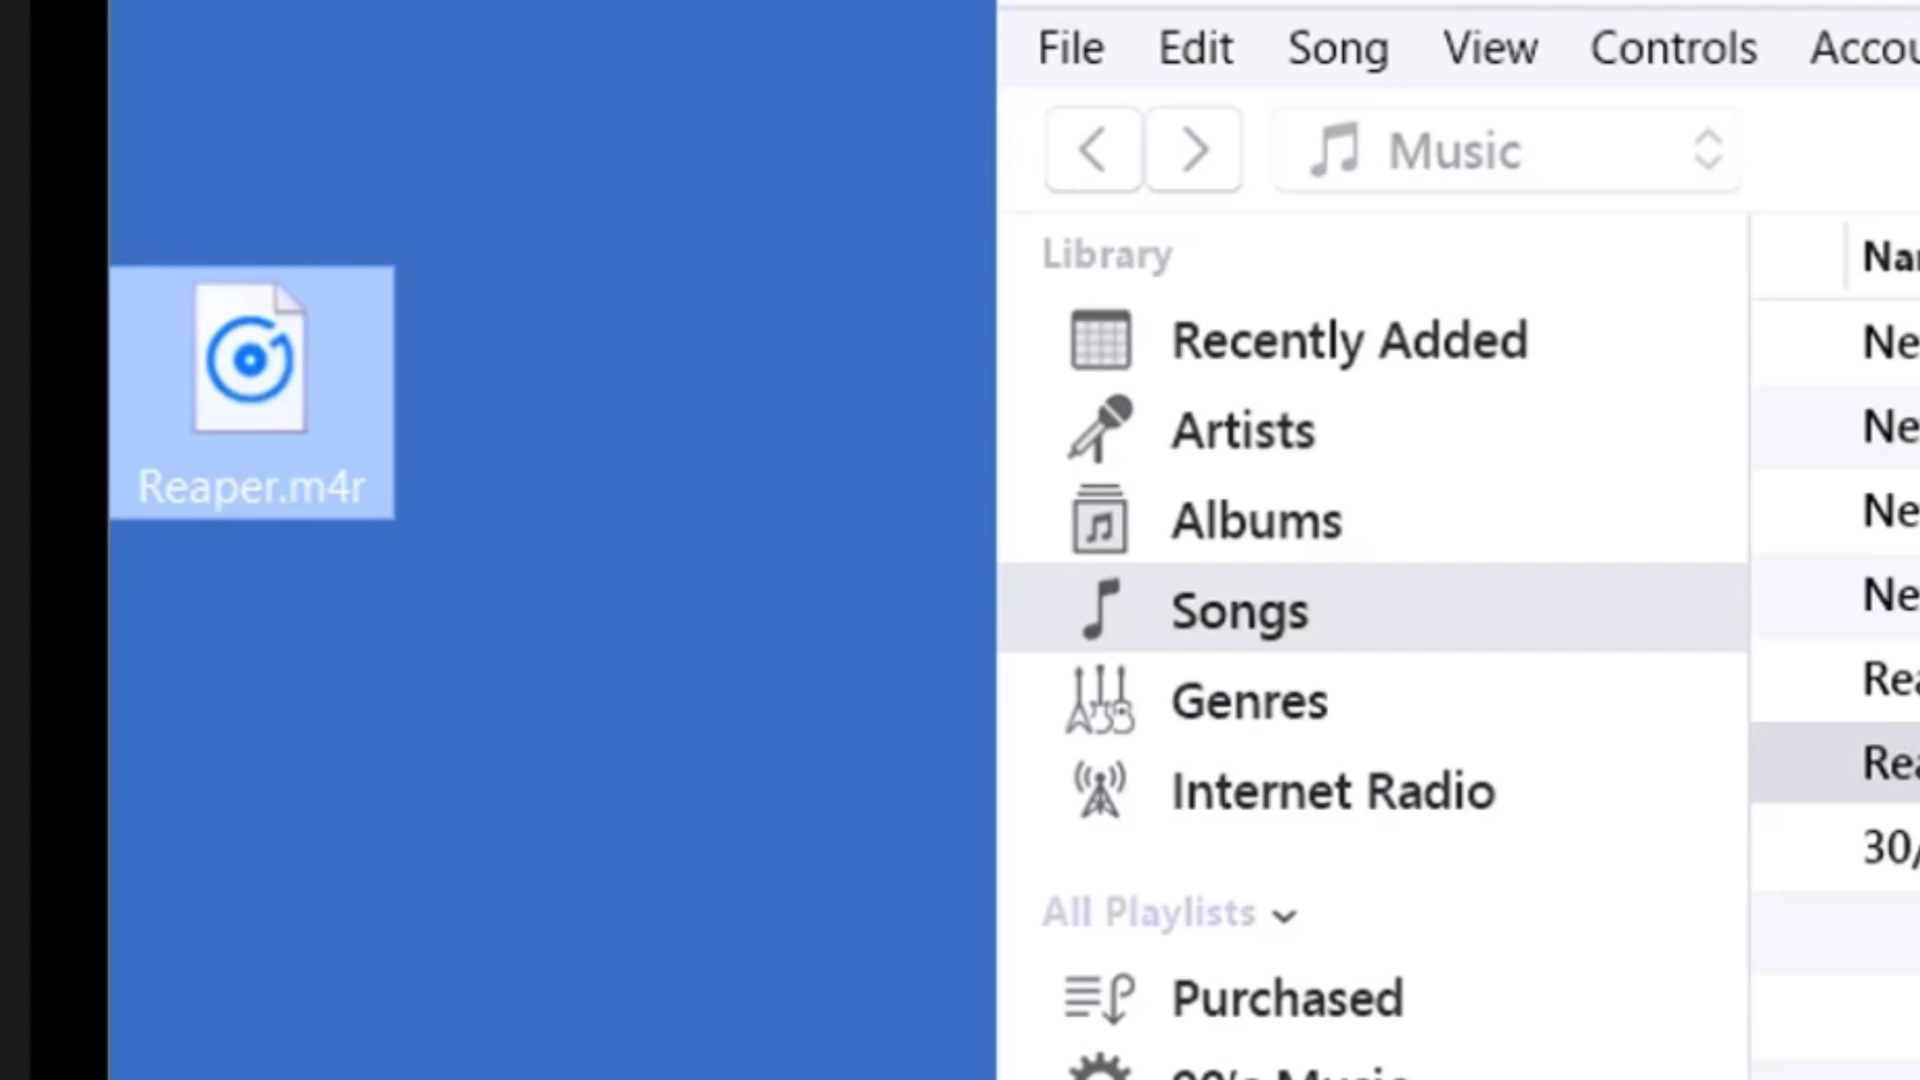 File Edit Song View Controls
Music
Library
Recently Added
Artists
Albums
Songs
Genres
Internet Radio
All Playlists
Purchased
Reaper.m4r